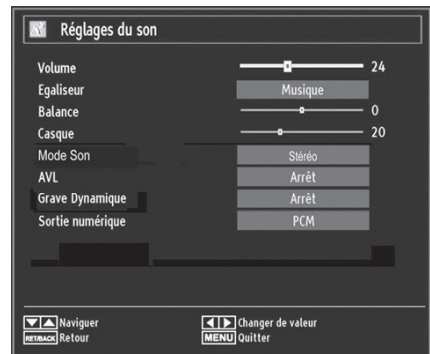 Réglages du son
Volume 24
Egaliseur Musique
Balance 0
Casque 20
Mode Son Stéréo
AVL Arrêt
Grave Dynamique Arrêt
Sortie numérique PCM
Naviguer Changer de valeur
RET/BACK Retour MENU Quitter